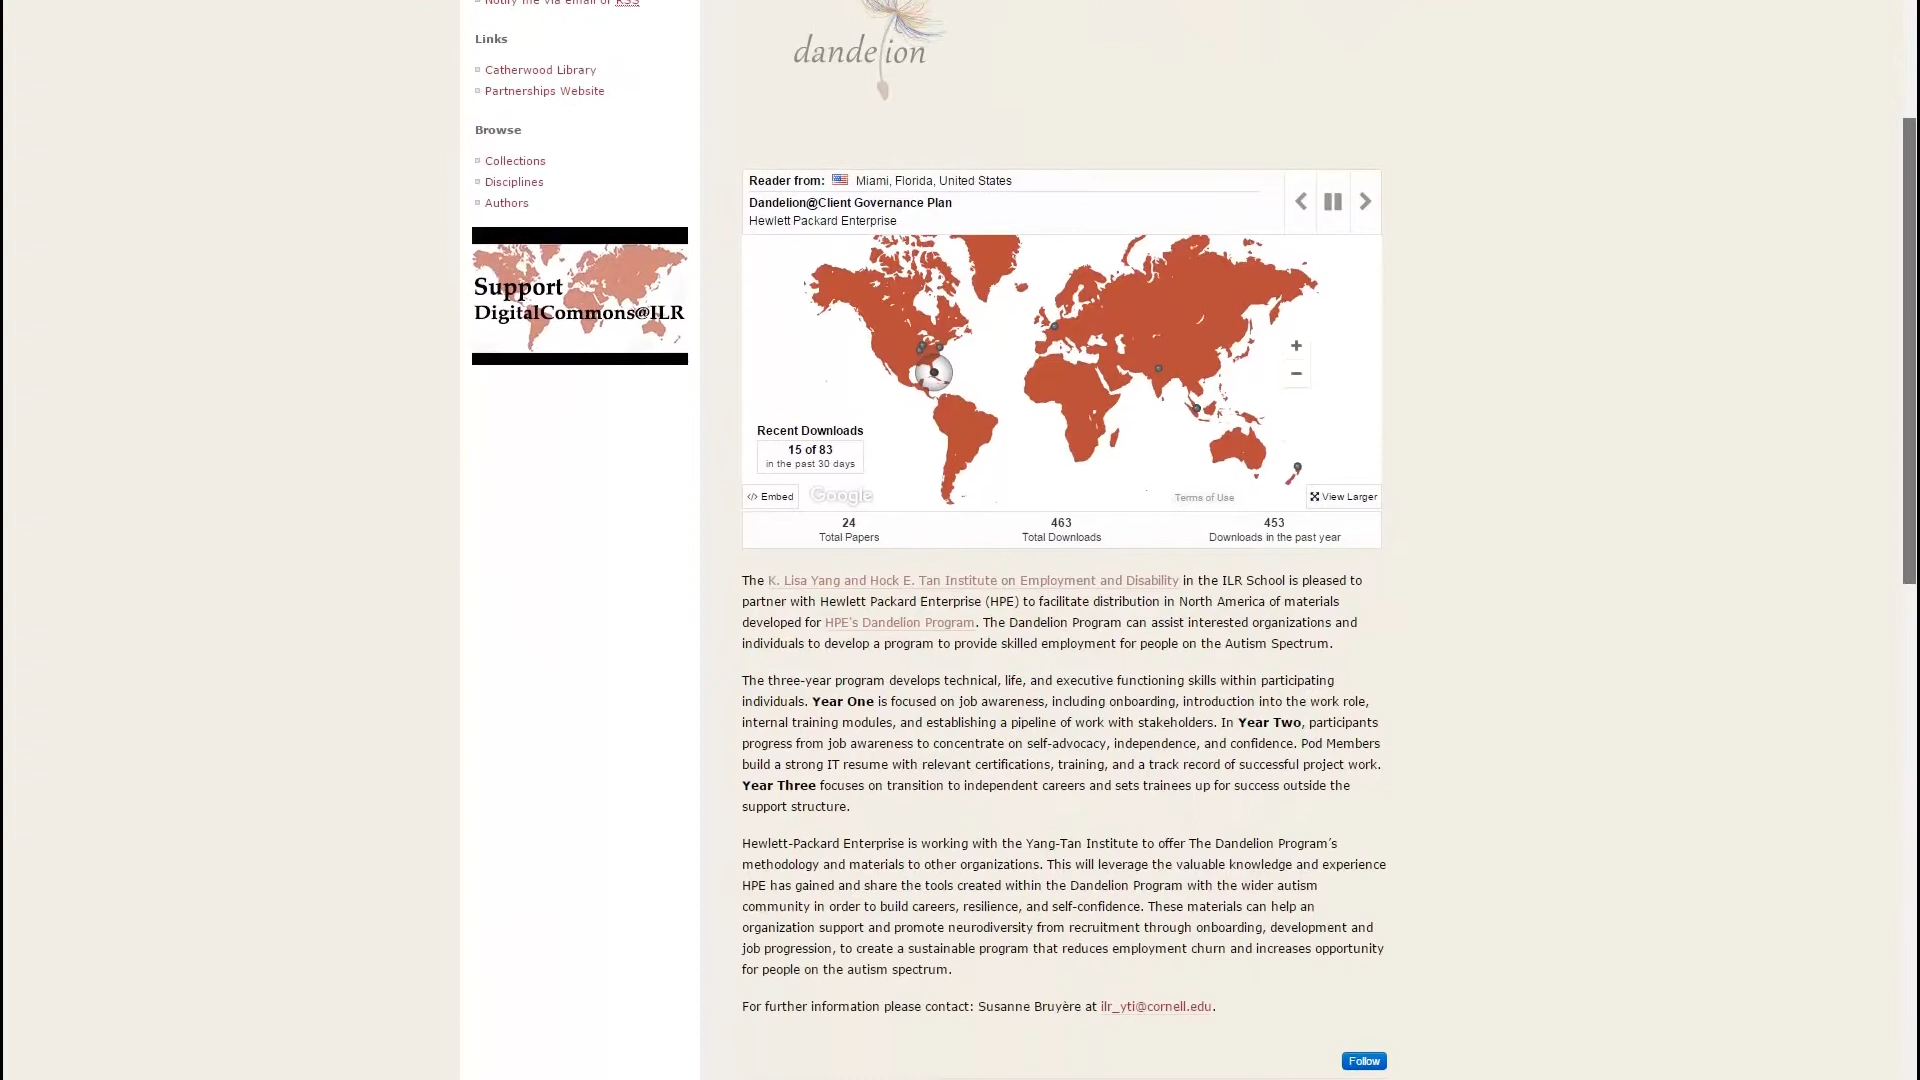 Notify me via email or RSS
Links
Catherwood Library
Partnerships Website
Browse
Collections
Disciplines
Authors
Support
DigitalCommons@ILR
dandelion
Reader from: Miami, Florida, United States
Dandelion@Client Governance Plan
Hewlett Packard Enterprise
Recent Downloads
15 of 83
in the past 30 days
</> Embed
Google
Terms of Use
View Larger
24
Total Papers
463
Total Downloads
453
Downloads in the past year
The K. Lisa Yang and Hock E. Tan Institute on Employment and Disability in the ILR School is pleased to
partner with Hewlett Packard Enterprise (HPE) to facilitate distribution in North America of materials
developed for HPE's Dandelion Program. The Dandelion Program can assist interested organizations and
individuals to develop a program to provide skilled employment for people on the Autism Spectrum.
The three-year program develops technical, life, and executive functioning skills within participating
individuals. Year One is focused on job awareness, including onboarding, introduction into the work role,
internal training modules, and establishing a pipeline of work with stakeholders. In Year Two, participants
progress from job awareness to concentrate on self-advocacy, independence, and confidence. Pod Members
build a strong IT resume with relevant certifications, training, and a track record of successful project work.
Year Three focuses on transition to independent careers and sets trainees up for success outside the
support structure.
Hewlett-Packard Enterprise is working with the Yang-Tan Institute to offer The Dandelion Program's
methodology and materials to other organizations. This will leverage the valuable knowledge and experience
HPE has gained and share the tools created within the Dandelion Program with the wider autism
community in order to build careers, resilience, and self-confidence. These materials can help an
organization support and promote neurodiversity from recruitment through onboarding, development and
job progression, to create a sustainable program that reduces employment churn and increases opportunity
for people on the autism spectrum.
For further information please contact: Susanne Bruyère at ilr_yti@cornell.edu.
Follow